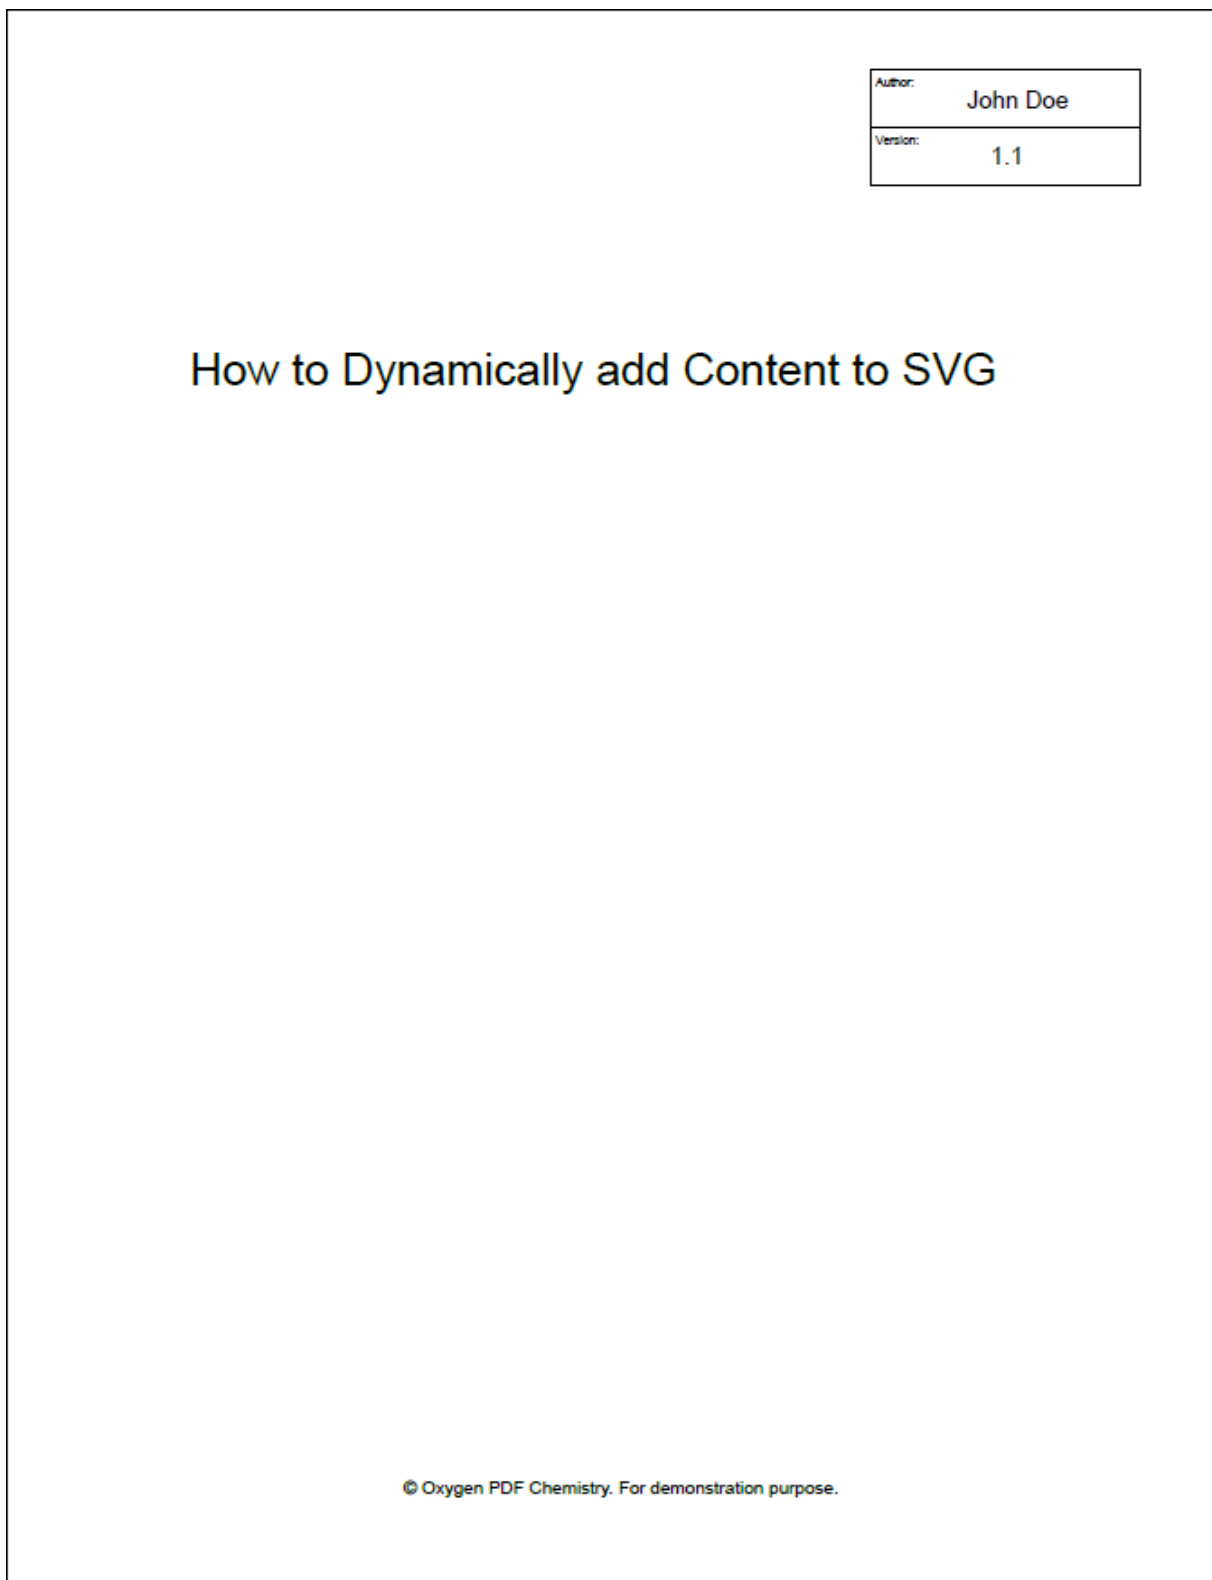 Author:
John Doe
Version:
1.1
How to Dynamically add Content to SVG
© Oxygen PDF Chemistry. For demonstration purpose.